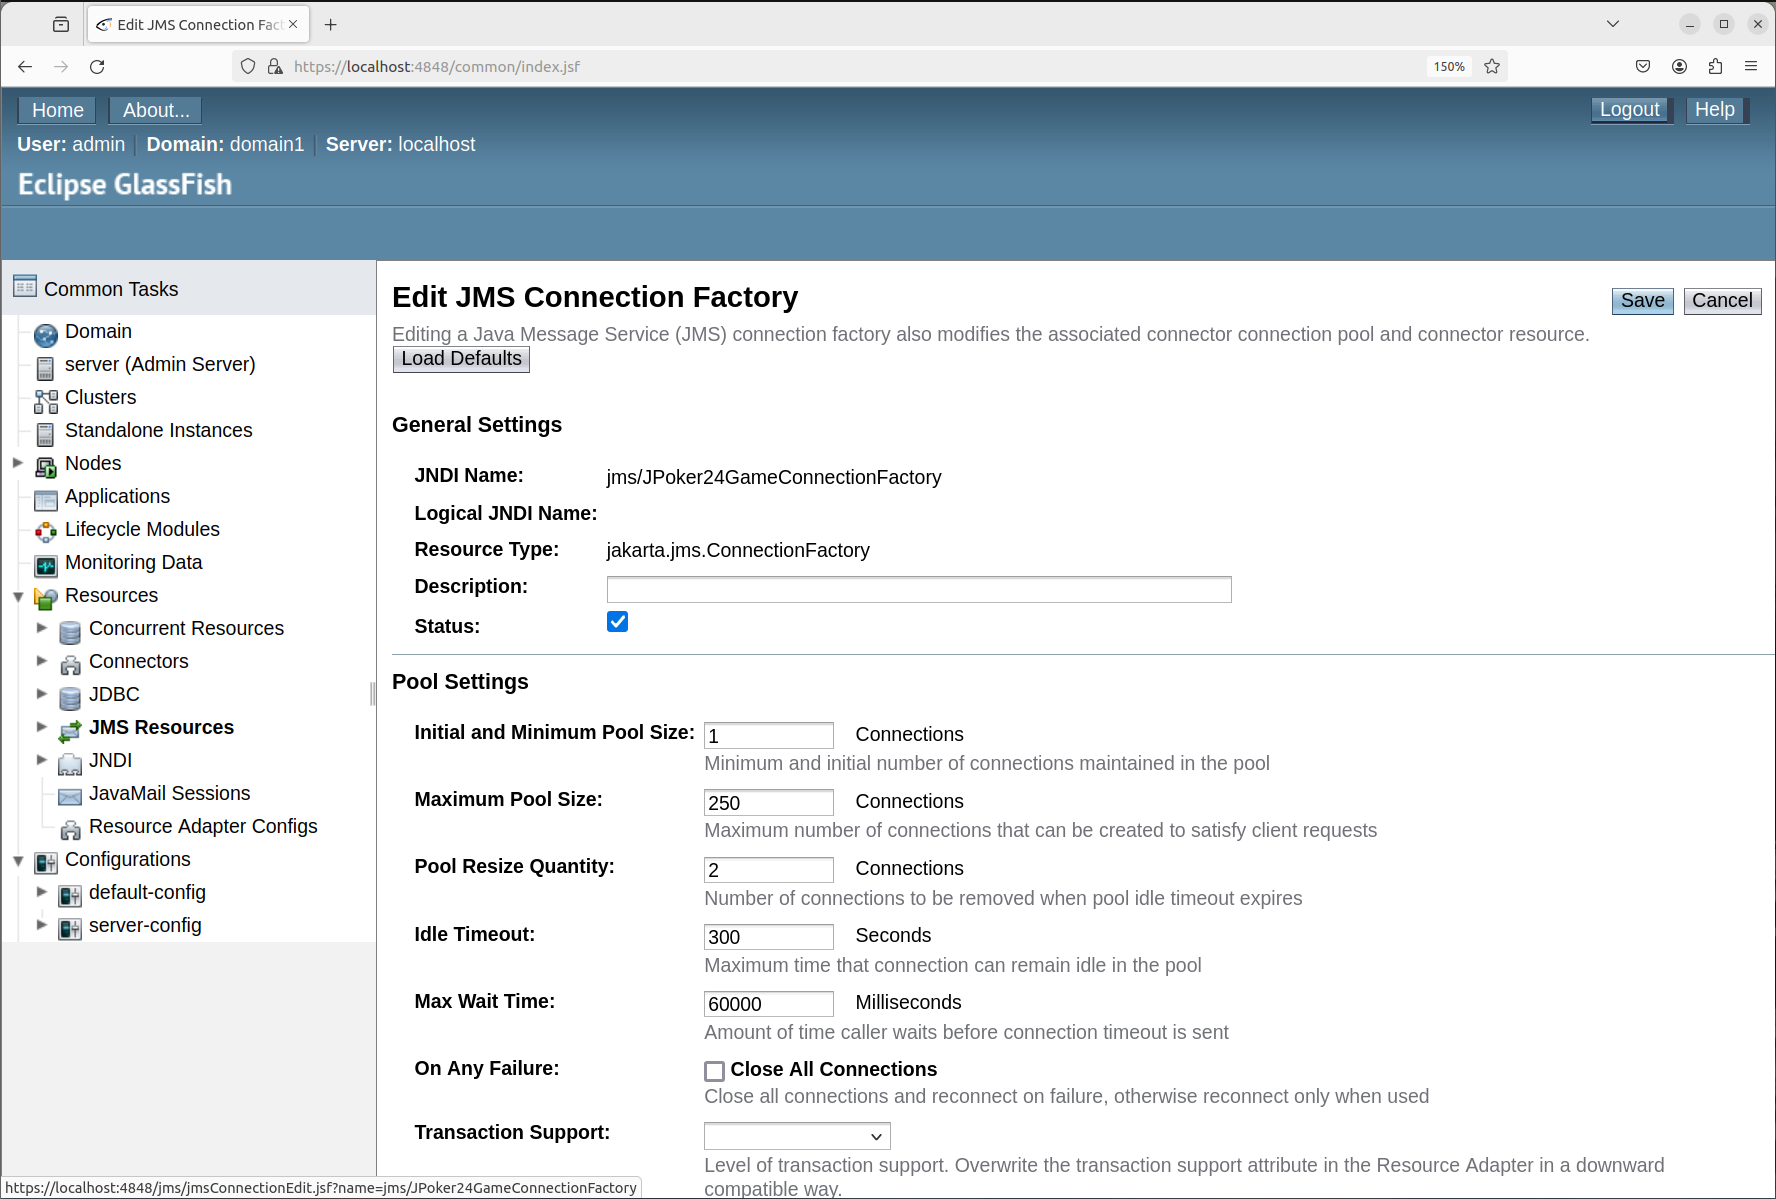 Edit JMS Connection Fac
https://localhost:4848/common/index.jsf
150%
Home
About...
Logout
Help
User: admin
Domain: domain1
Server: localhost
Eclipse GlassFish
Common Tasks
Domain
server (Admin Server)
Clusters
Standalone Instances
Nodes
Applications
Lifecycle Modules
Monitoring Data
Resources
Concurrent Resources
Connectors
JDBC
JMS Resources
JNDI
JavaMail Sessions
Resource Adapter Configs
Configurations
default-config
server-config
Edit JMS Connection Factory
Save
Cancel
Editing a Java Message Service (JMS) connection factory also modifies the associated connector connection pool and connector resource.
Load Defaults
General Settings
JNDI Name: jms/JPoker24GameConnectionFactory
Logical JNDI Name:
Resource Type: jakarta.jms.ConnectionFactory
Description:
Status:
Pool Settings
Initial and Minimum Pool Size: 1 Connections
Minimum and initial number of connections maintained in the pool
Maximum Pool Size: 250 Connections
Maximum number of connections that can be created to satisfy client requests
Pool Resize Quantity: 2 Connections
Number of connections to be removed when pool idle timeout expires
Idle Timeout: 300 Seconds
Maximum time that connection can remain idle in the pool
Max Wait Time: 60000 Milliseconds
Amount of time caller waits before connection timeout is sent
On Any Failure: Close All Connections
Close all connections and reconnect on failure, otherwise reconnect only when used
Transaction Support:
Level of transaction support. Overwrite the transaction support attribute in the Resource Adapter in a downward
compatible way.
https://localhost:4848/jms/jmsConnectionEdit.jsf?name=jms/JPoker24GameConnectionFactory